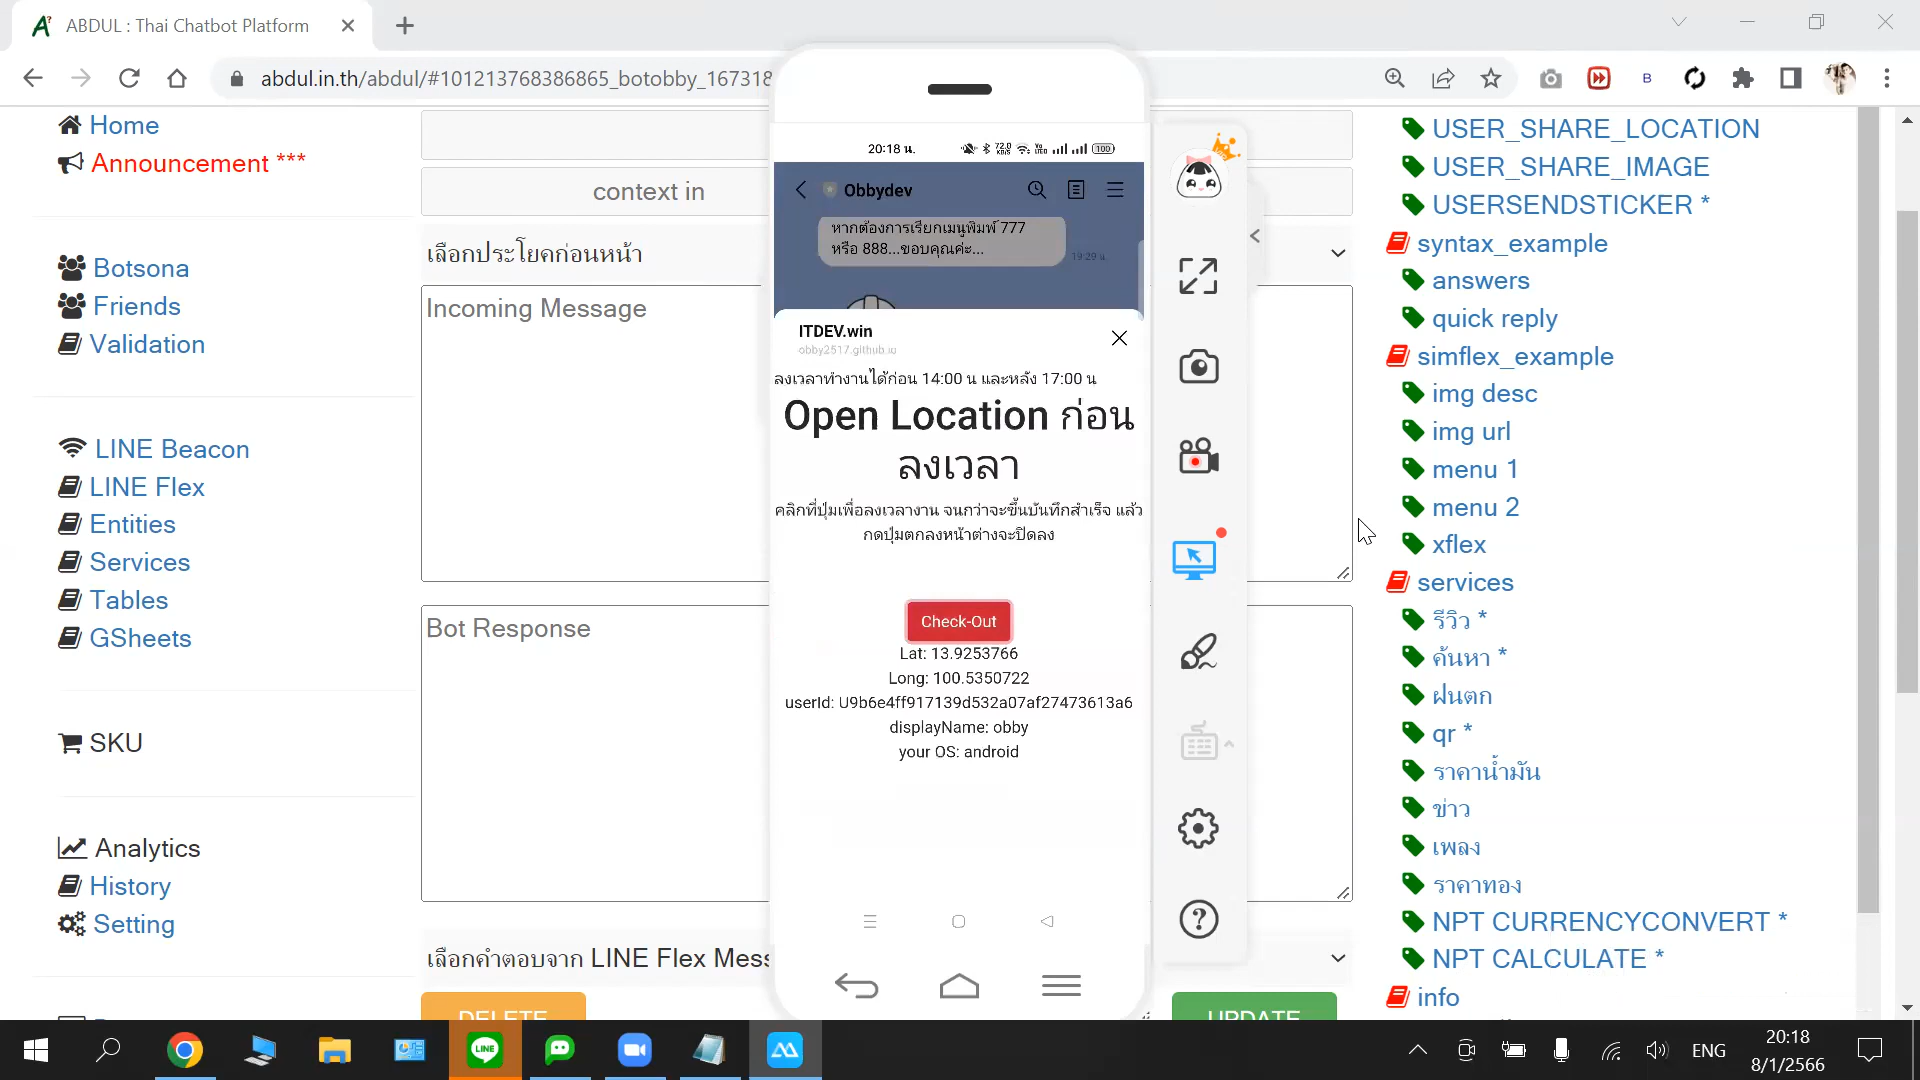 ABDUL : Thai Chatbot Platform
abdul.in.th/abdul/#101213768386865_botobby_167318
B
Home
Announcement ***
Botsona
Friends
Validation
LINE Beacon
LINE Flex
Entities
Services
Tables
GSheets
SKU
Analytics
History
Setting
context in
เลือกประโยคก่อนหน้า
Incoming Message
Bot Response
เลือกคำตอบจาก LINE Flex Mess
DELETE
UPDATE
20:18 น.
72.0
KB/S
100
Obbydev
หากต้องการเรียกเมนูพิมพ์ 777
หรือ 888...ขอบคุณค่ะ...
19:29 น.
ITDEV.win
obby2517.github.io
ลงเวลาทำงานได้ก่อน 14:00 น และหลัง 17:00 น
Open Location ก่อน
ลงเวลา
คลิกที่ปุ่มเพื่อลงเวลางาน จนกว่าจะขึ้นบันทึกสำเร็จ แล้ว
กดปุ่มตกลงหน้าต่างจะปิดลง
Check-Out
Lat: 13.9253766
Long: 100.5350722
userId: U9b6e4ff917139d532a07af27473613a6
displayName: obby
your OS: android
USER_SHARE_LOCATION
USER_SHARE_IMAGE
USERSENDSTICKER *
syntax_example
answers
quick reply
simflex_example
img desc
img url
menu 1
menu 2
xflex
services
รีวิว *
ค้นหา *
ฝนตก
qr *
ราคาน้ำมัน
ข่าว
เพลง
ราคาทอง
NPT CURRENCYCONVERT *
NPT CALCULATE *
info
LINE
ENG
20:18
8/1/2566